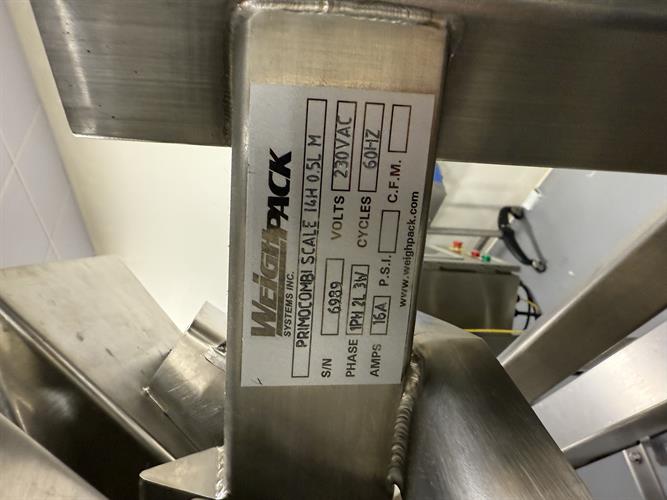 WEIGHPACK
SYSTEMS INC.
PRIMOCOMBI SCALE 14H 0.5L M
S/N 6989 VOLTS 230VAC
PHASE 1PH 2L 3W CYCLES 60HZ
AMPS 16A P.S.I. C.F.M.
www.weighpack.com